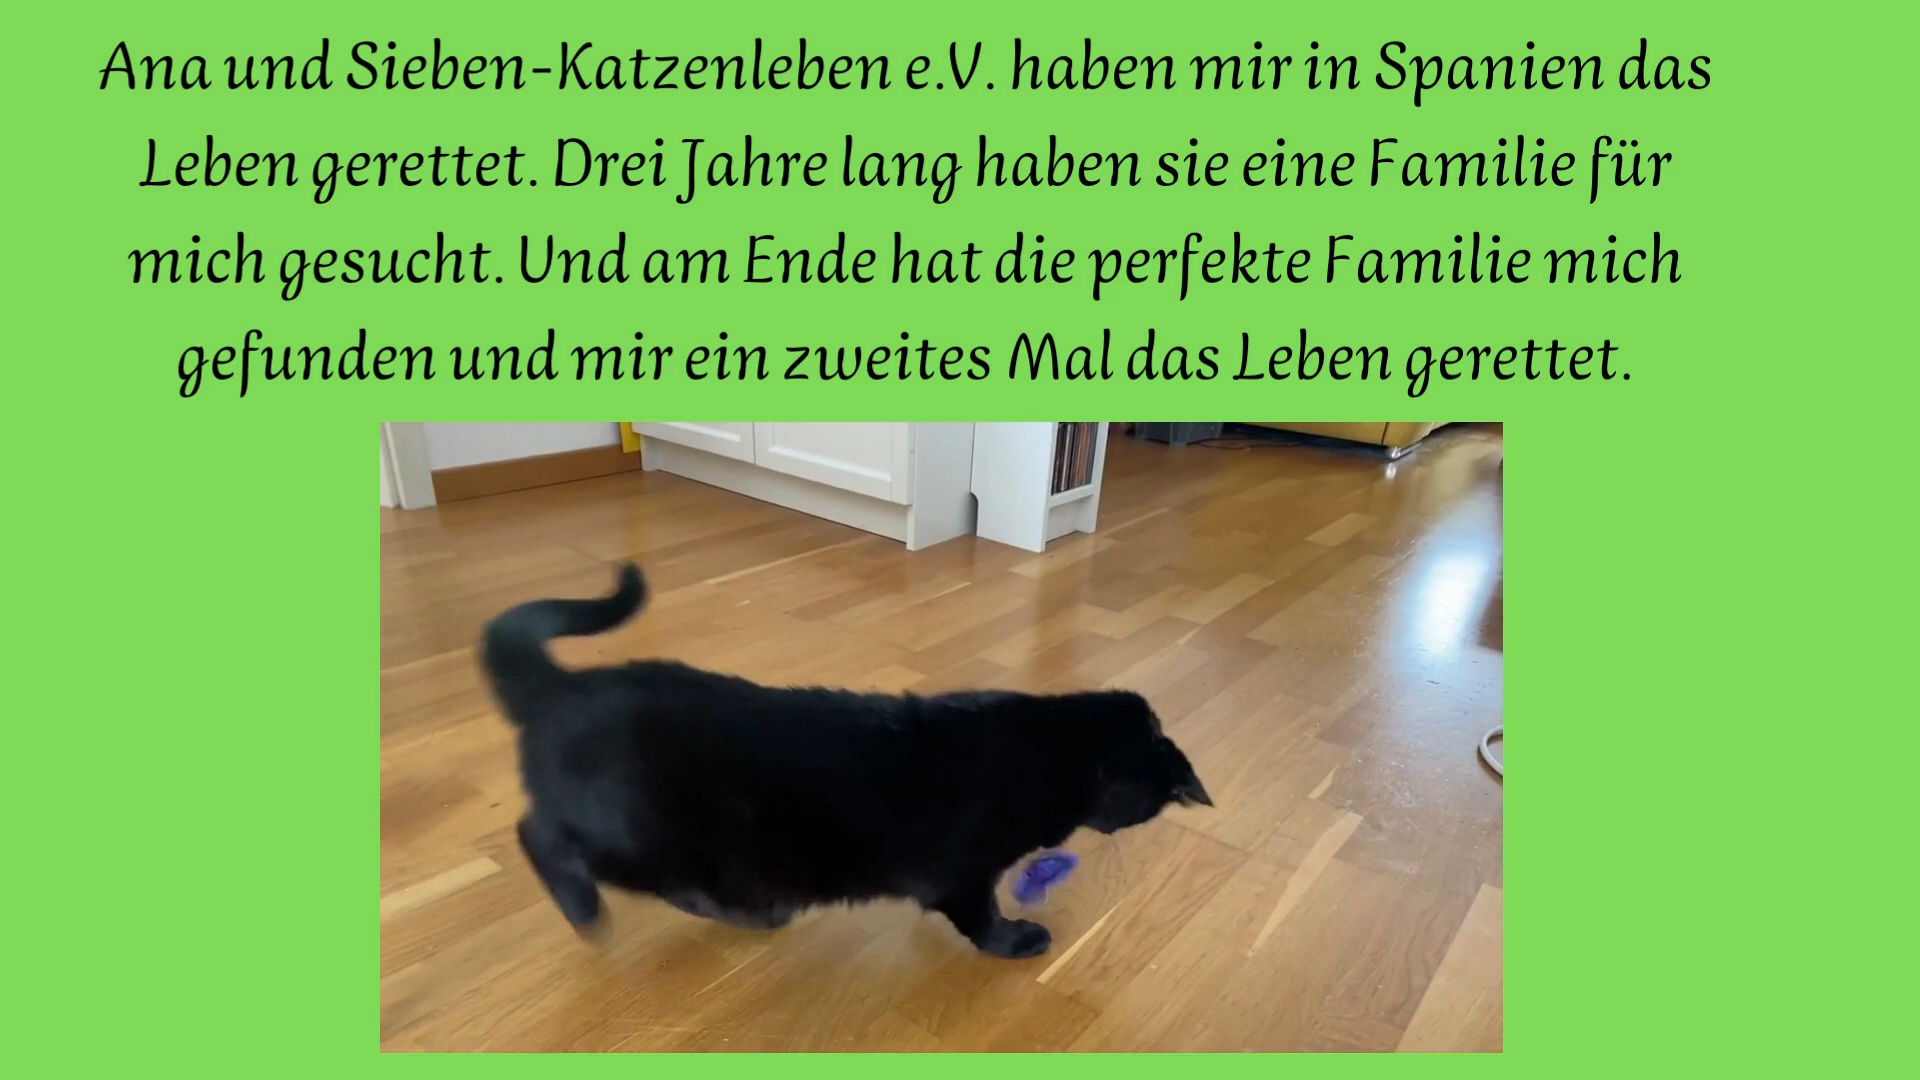 Ana und Sieben-Katzenleben e.V. haben mir in Spanien das
Leben gerettet. Drei Jahre lang haben sie eine Familie für
mich gesucht. Und am Ende hat die perfekte Familie mich
gefunden und mir ein zweites Mal das Leben gerettet.